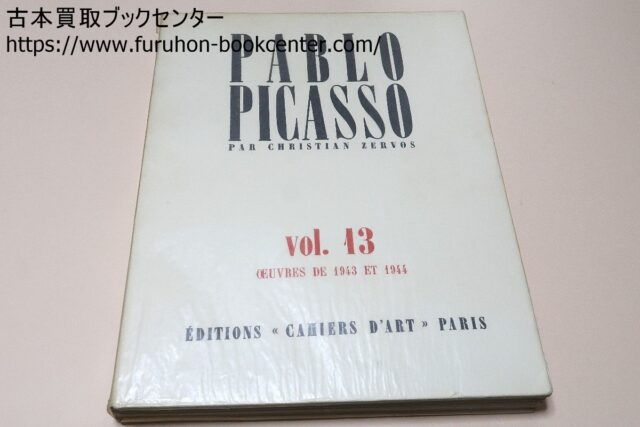 古本買取ブックセンター
https://www.furuhon-bookcenter.com/
PABLO
PICASSO
PAR CHRISTIAN ZERVOS
vol. 13
ŒUVRES DE 1943 ET 1944
ÉDITIONS « CAHIERS D'ART » PARIS